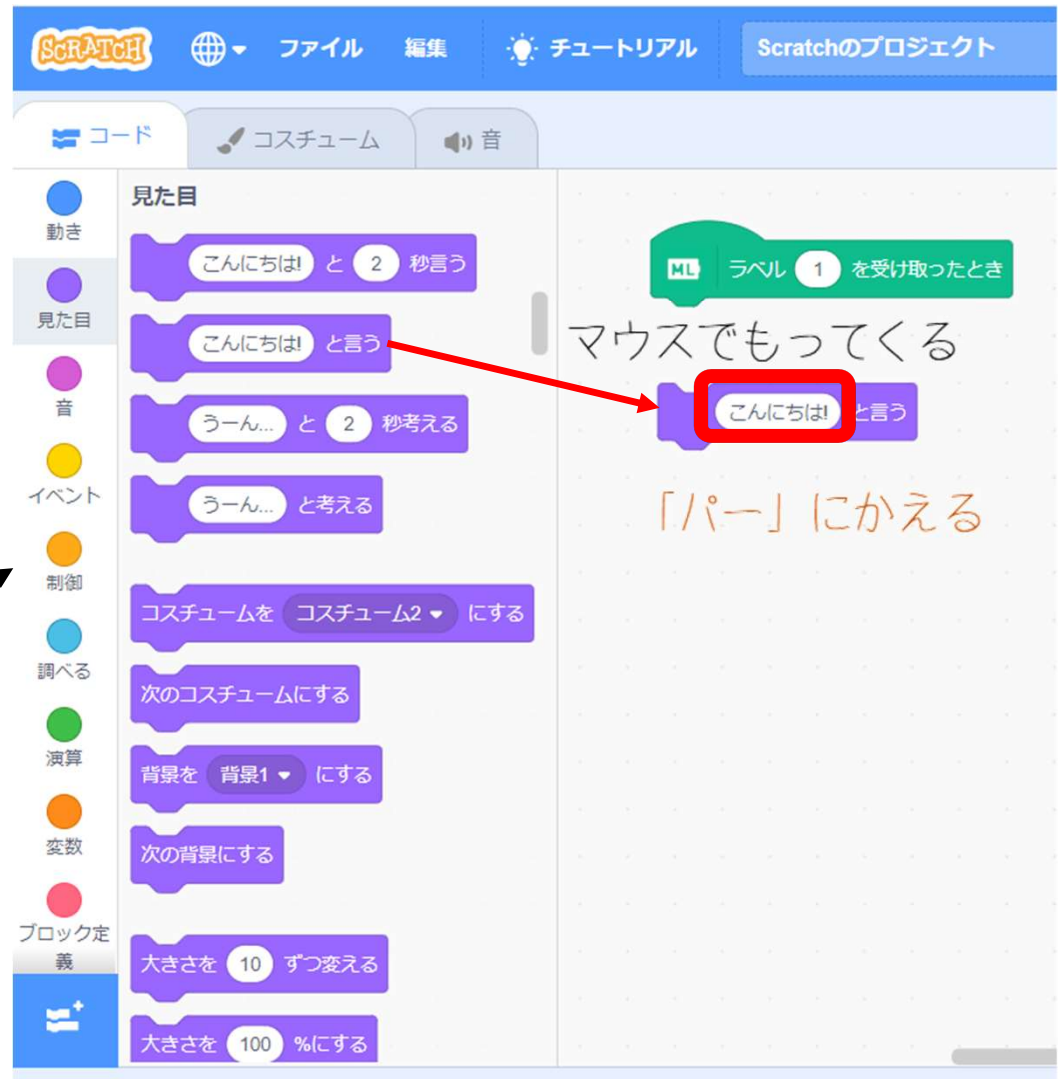 SCRATCH ファイル 編集 チュートリアル Scratchのプロジェクト
コード コスチューム 音
動き
見た目
音
イベント
制御
調べる
演算
変数
ブロック定
義
見た目
こんにちは! と 2 秒言う
こんにちは! と言う
うーん... と 2 秒考える
うーん... と考える
コスチュームを コスチューム2 にする
次のコスチュームにする
背景を 背景1 にする
次の背景にする
大きさを 10 ずつ変える
大きさを 100 %にする
ML ラベル 1 を受け取ったとき
マウスでもってくる
こんにちは! と言う
「パー」にかえる